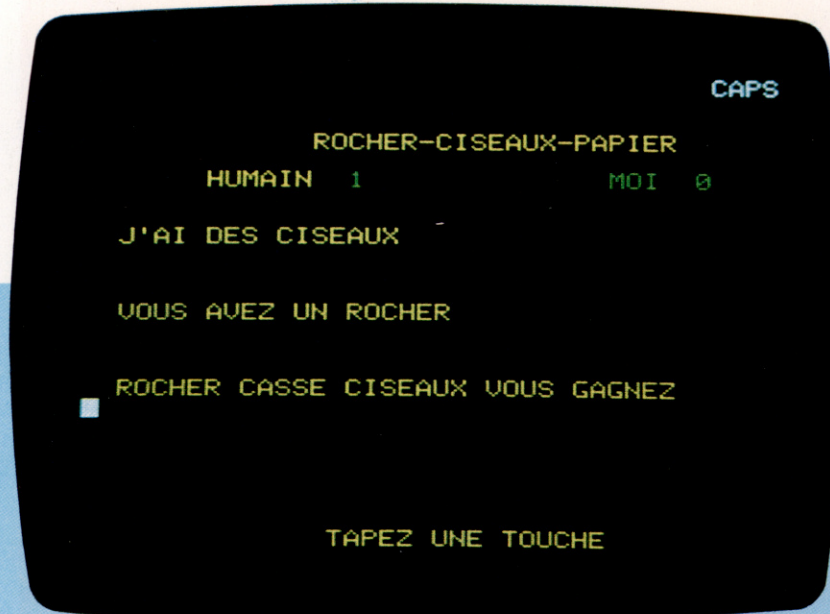 CAPS
ROCHER-CISEAUX-PAPIER
HUMAIN 1 MOI 0
J'AI DES CISEAUX
VOUS AVEZ UN ROCHER
ROCHER CASSE CISEAUX VOUS GAGNEZ
TAPEZ UNE TOUCHE